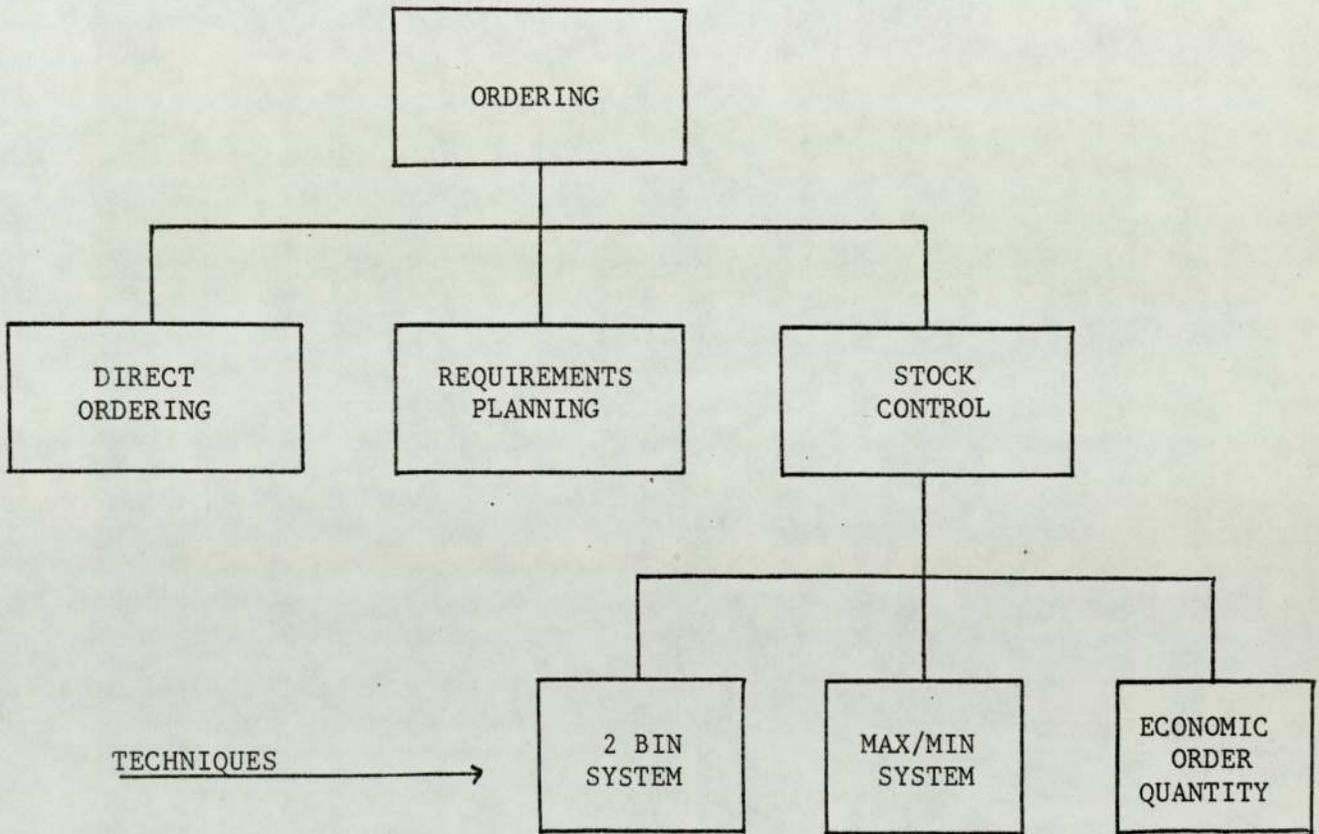 ORDERING
DIRECT
ORDERING
REQUIREMENTS
PLANNING
STOCK
CONTROL
TECHNIQUES
2 BIN
SYSTEM
MAX/MIN
SYSTEM
ECONOMIC
ORDER
QUANTITY